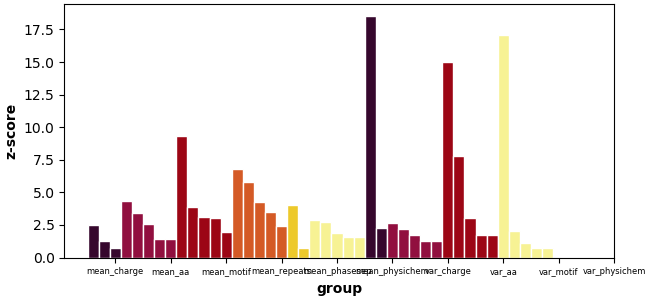 17.5
15.0
12.5
10.0
7.5
5.0
2.5
0.0
z-score
mean_charge mean_aa mean_motif mean_repeats mean_phasesep mean_physichem var_charge var_aa var_motif var_physichem
group